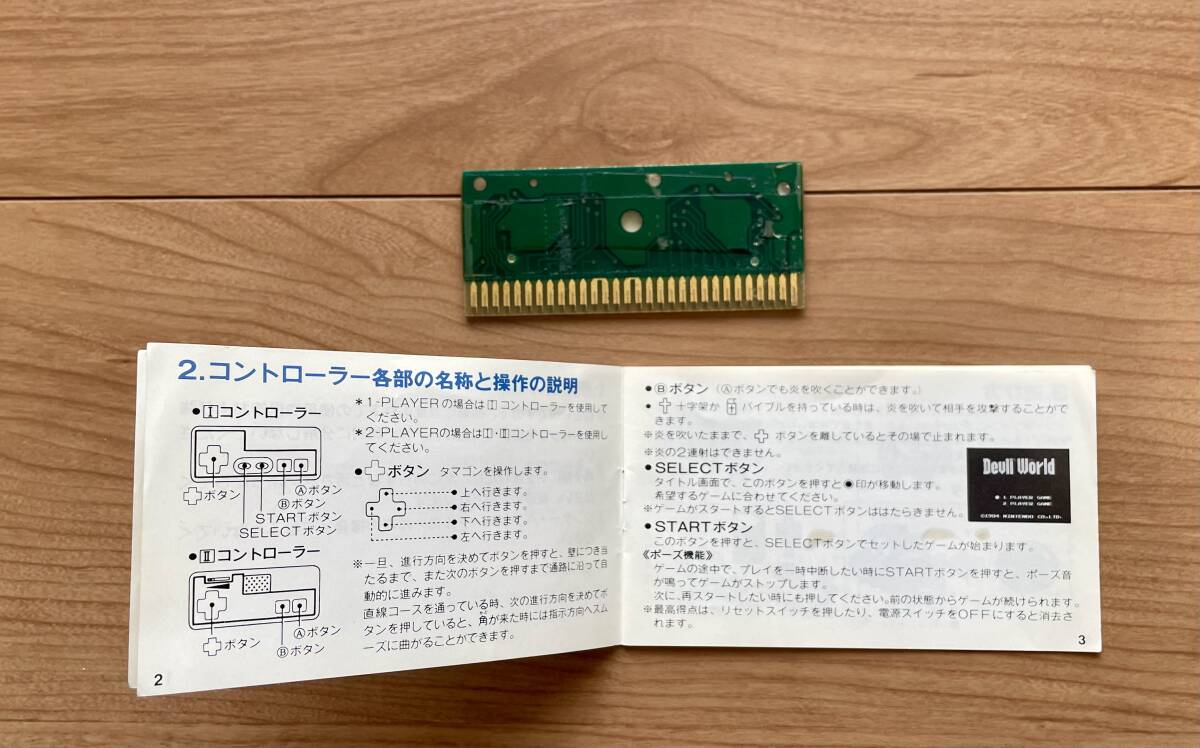 2.コントローラー各部の名称と操作の説明
●Ⅰコントローラー
✚ボタン
Ⓐボタン
Ⓑボタン
STARTボタン
SELECTボタン
●Ⅱコントローラー
✚ボタン
Ⓐボタン
Ⓑボタン
＊1-PLAYERの場合はⅠコントローラーを使用して
ください。
＊2-PLAYERの場合はⅠ・Ⅱコントローラーを使用し
てください。
●✚ボタン タマゴンを操作します。
●上へ行きます。
●右へ行きます。
●下へ行きます。
●左へ行きます。
※一旦、進行方向を決めてボタンを押すと、壁につき当
たるまで、また次のボタンを押すまで通路に沿って自
動的に進みます。
直線コースを通っている時、次の進行方向を決めてボ
タンを押していると、角が来た時には指示方向へスム
ーズに曲がることができます。
2
●Ⓑボタン（Ⓐボタンでも炎を吹くことができます。）
●十字架か バイブルを持っている時は、炎を吹いて相手を攻撃することがで
きます。
※炎を吹いたままで、✚ボタンを離しているとその場で止まれます。
※炎の2連射はできません。
●SELECTボタン
タイトル画面で、このボタンを押すと●印が移動します。
希望するゲームに合わせてください。
※ゲームがスタートするとSELECTボタンははたらきません。
Devil World
● 1 PLAYER GAME
2 PLAYER GAME
©1984 NINTENDO CO.,LTD.
●STARTボタン
このボタンを押すと、SELECTボタンでセットしたゲームが始まります。
《ポーズ機能》
ゲームの途中で、プレイを一時中断したい時にSTARTボタンを押すと、ポーズ音
が鳴ってゲームがストップします。
次に、再スタートしたい時にも押してください。前の状態からゲームが続けられます。
※最高得点は、リセットスイッチを押したり、電源スイッチをOFFにすると消去さ
れます。
3